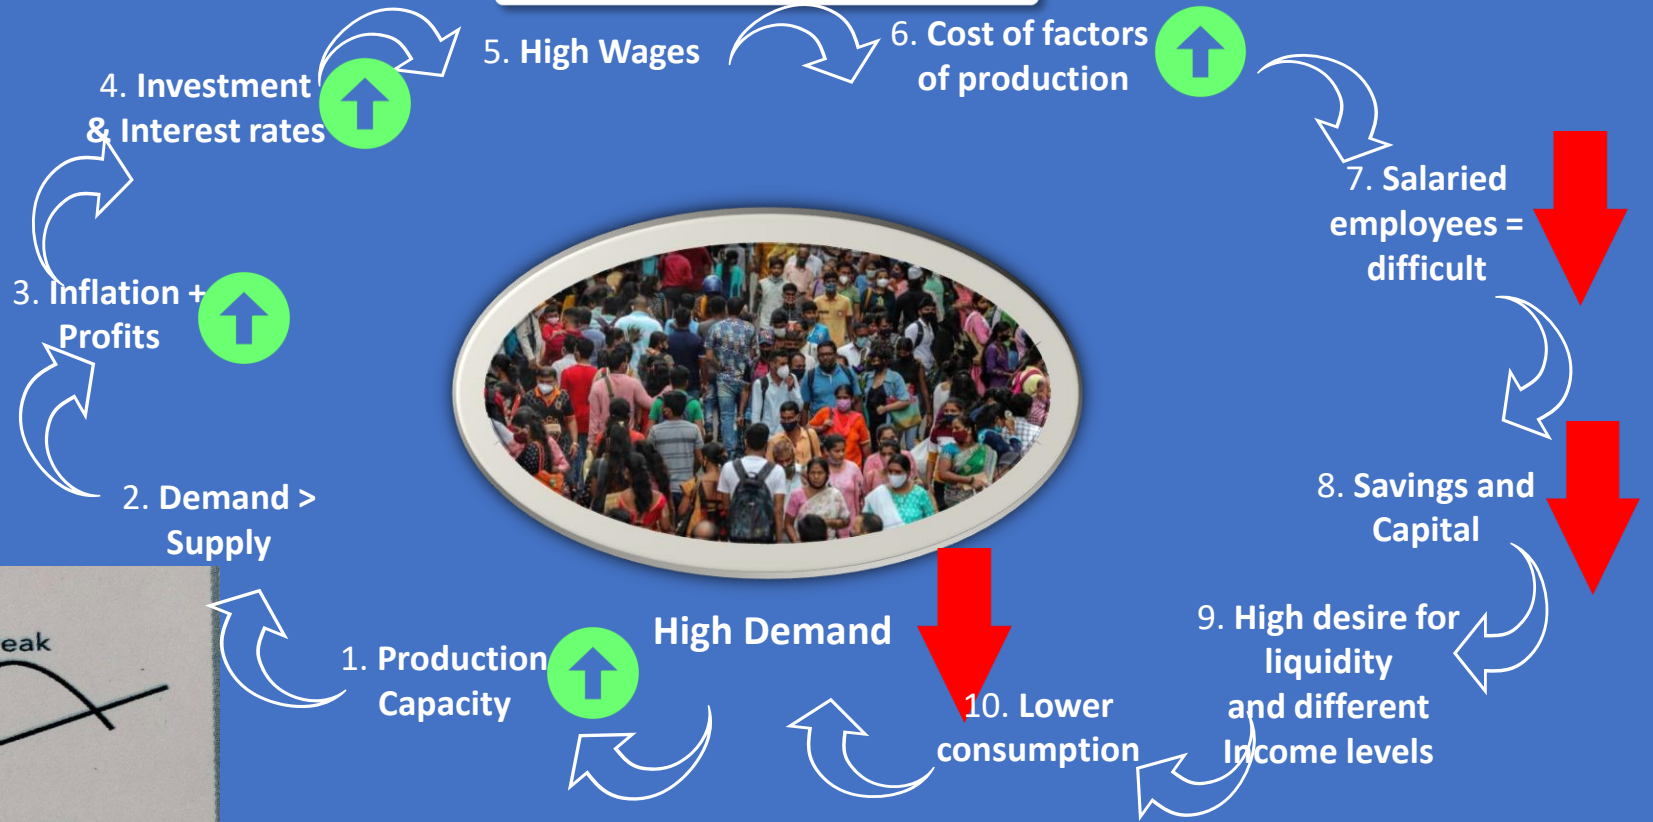 4. Investment
& Interest rates
5. High Wages
6. Cost of factors
of production
7. Salaried
employees =
difficult
3. Inflation +
Profits
2. Demand >
Supply
8. Savings and
Capital
9. High desire for
liquidity
and different
Income levels
High Demand
1. Production
Capacity
10. Lower
consumption
eak